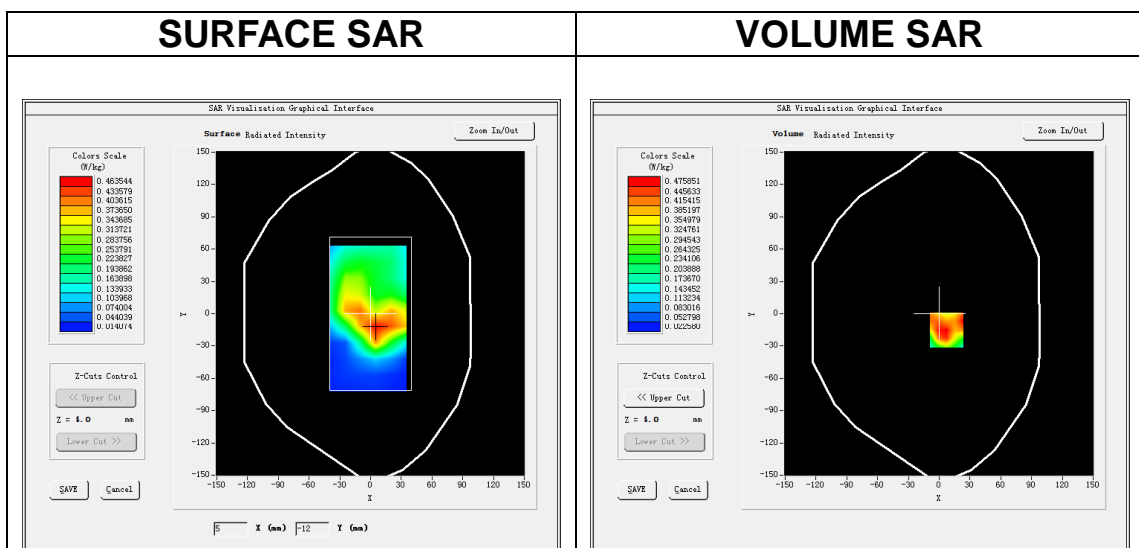 SURFACE SAR
VOLUME SAR
SAR Visualisation Graphical Interface
Surface Radiated Intensity
Zoom In/Out
Colors Scale
(W/kg)
0.463544
0.433579
0.403615
0.373650
0.343685
0.313721
0.283756
0.253791
0.223827
0.193862
0.163898
0.133933
0.103968
0.074004
0.044039
0.014074
Z-Cuts Control
<< Upper Cut
Z = 4.0 mm
Lower Cut >>
SAVE Cancel
150
120
90
60
30
0
-30
-60
-90
-120
-150
Y
-150 -120 -90 -60 -30 0 30 60 90 120 150
X
5 X (mm) -12 Y (mm)
SAR Visualisation Graphical Interface
Volume Radiated Intensity
Zoom In/Out
Colors Scale
(W/kg)
0.475851
0.445633
0.415415
0.385197
0.354979
0.324761
0.294543
0.264325
0.234106
0.203888
0.173670
0.143452
0.113234
0.083016
0.052798
0.022580
Z-Cuts Control
<< Upper Cut
Z = 4.0 mm
Lower Cut >>
SAVE Cancel
150
120
90
60
30
0
-30
-60
-90
-120
-150
Y
-150 -120 -90 -60 -30 0 30 60 90 120 150
X